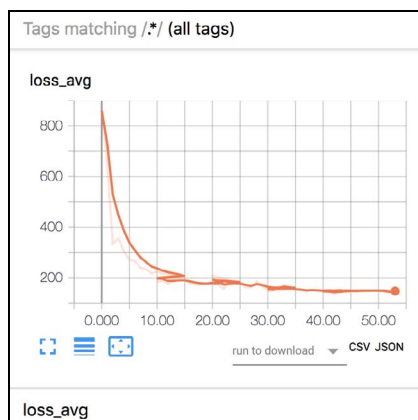 Tags matching /.*/ (all tags)
loss_avg
800
600
400
200
0.000 10.00 20.00 30.00 40.00 50.00
run to download CSV JSON
loss_avg